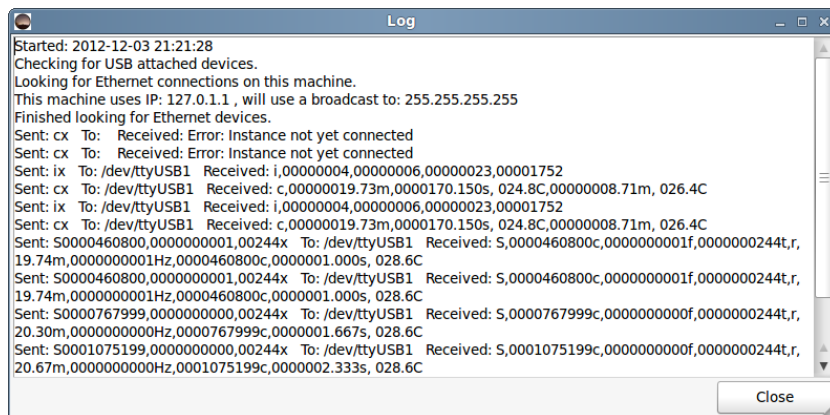 Log
Started: 2012-12-03 21:21:28
Checking for USB attached devices.
Looking for Ethernet connections on this machine.
This machine uses IP: 127.0.1.1 , will use a broadcast to: 255.255.255.255
Finished looking for Ethernet devices.
Sent: cx   To:    Received: Error: Instance not yet connected
Sent: cx   To:    Received: Error: Instance not yet connected
Sent: ix   To: /dev/ttyUSB1   Received: i,00000004,00000006,00000023,00001752
Sent: cx   To: /dev/ttyUSB1   Received: c,00000019.73m,0000170.150s, 024.8C,00000008.71m, 026.4C
Sent: ix   To: /dev/ttyUSB1   Received: i,00000004,00000006,00000023,00001752
Sent: cx   To: /dev/ttyUSB1   Received: c,00000019.73m,0000170.150s, 024.8C,00000008.71m, 026.4C
Sent: S0000460800,0000000001,00244x   To: /dev/ttyUSB1   Received: S,0000460800c,0000000001f,0000000244t,r,
19.74m,0000000001Hz,0000460800c,0000001.000s, 028.6C
Sent: S0000460800,0000000001,00244x   To: /dev/ttyUSB1   Received: S,0000460800c,0000000001f,0000000244t,r,
19.74m,0000000001Hz,0000460800c,0000001.000s, 028.6C
Sent: S0000767999,0000000000,00244x   To: /dev/ttyUSB1   Received: S,0000767999c,0000000000f,0000000244t,r,
20.30m,0000000000Hz,0000767999c,0000001.667s, 028.6C
Sent: S0001075199,0000000000,00244x   To: /dev/ttyUSB1   Received: S,0001075199c,0000000000f,0000000244t,r,
20.67m,0000000000Hz,0001075199c,0000002.333s, 028.6C
Close